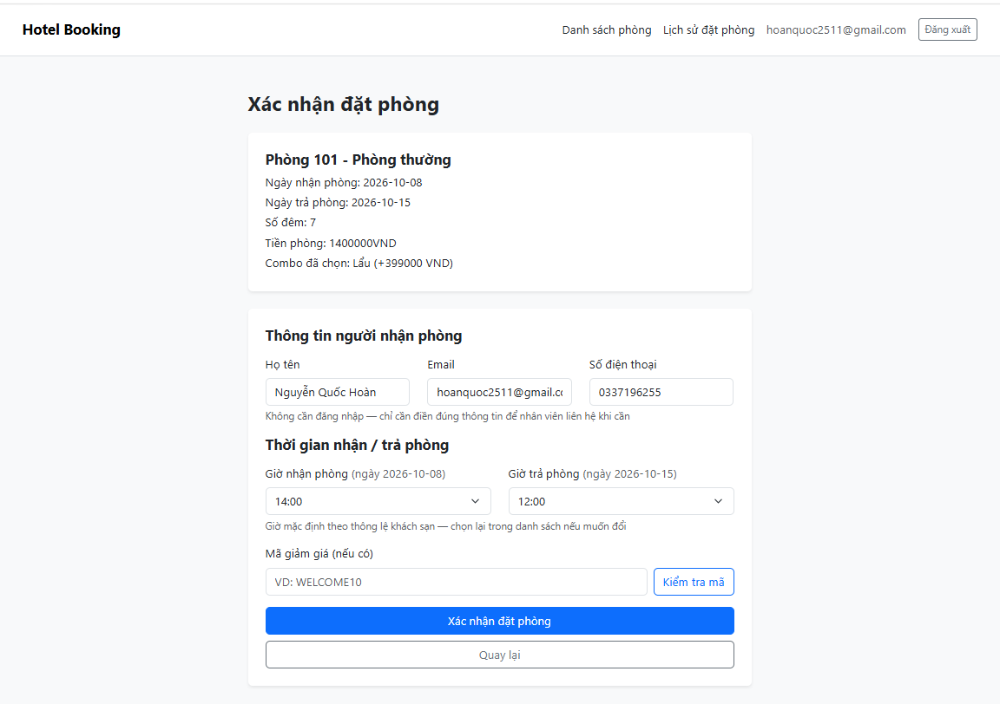 Hotel Booking
Danh sách phòng Lịch sử đặt phòng hoanquoc2511@gmail.com Đăng xuất
Xác nhận đặt phòng
Phòng 101 - Phòng thường
Ngày nhận phòng: 2026-10-08
Ngày trả phòng: 2026-10-15
Số đêm: 7
Tiền phòng: 1400000VND
Combo đã chọn: Lẩu (+399000 VND)
Thông tin người nhận phòng
Họ tên Email Số điện thoại
Nguyễn Quốc Hoàn hoanquoc2511@gmail.cc 0337196255
Không cần đăng nhập — chỉ cần điền đúng thông tin để nhân viên liên hệ khi cần
Thời gian nhận / trả phòng
Giờ nhận phòng (ngày 2026-10-08) Giờ trả phòng (ngày 2026-10-15)
14:00 12:00
Giờ mặc định theo thông lệ khách sạn — chọn lại trong danh sách nếu muốn đổi
Mã giảm giá (nếu có)
VD: WELCOME10 Kiểm tra mã
Xác nhận đặt phòng
Quay lại